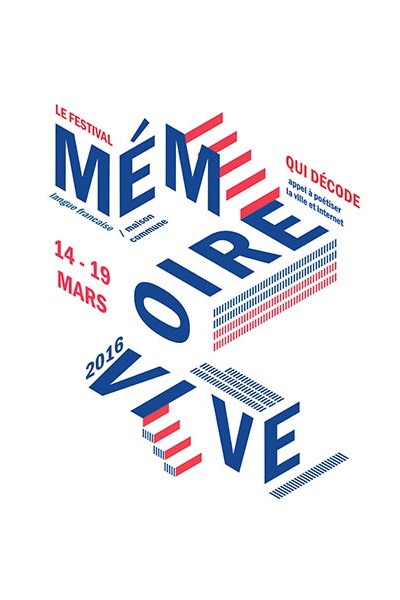 LE FESTIVAL
MÉM
OIRE
VIVE
QUI DÉCODE
appel à poétiser
la ville et internet
langue francaise
/ maison
commune
14 - 19
MARS
2016